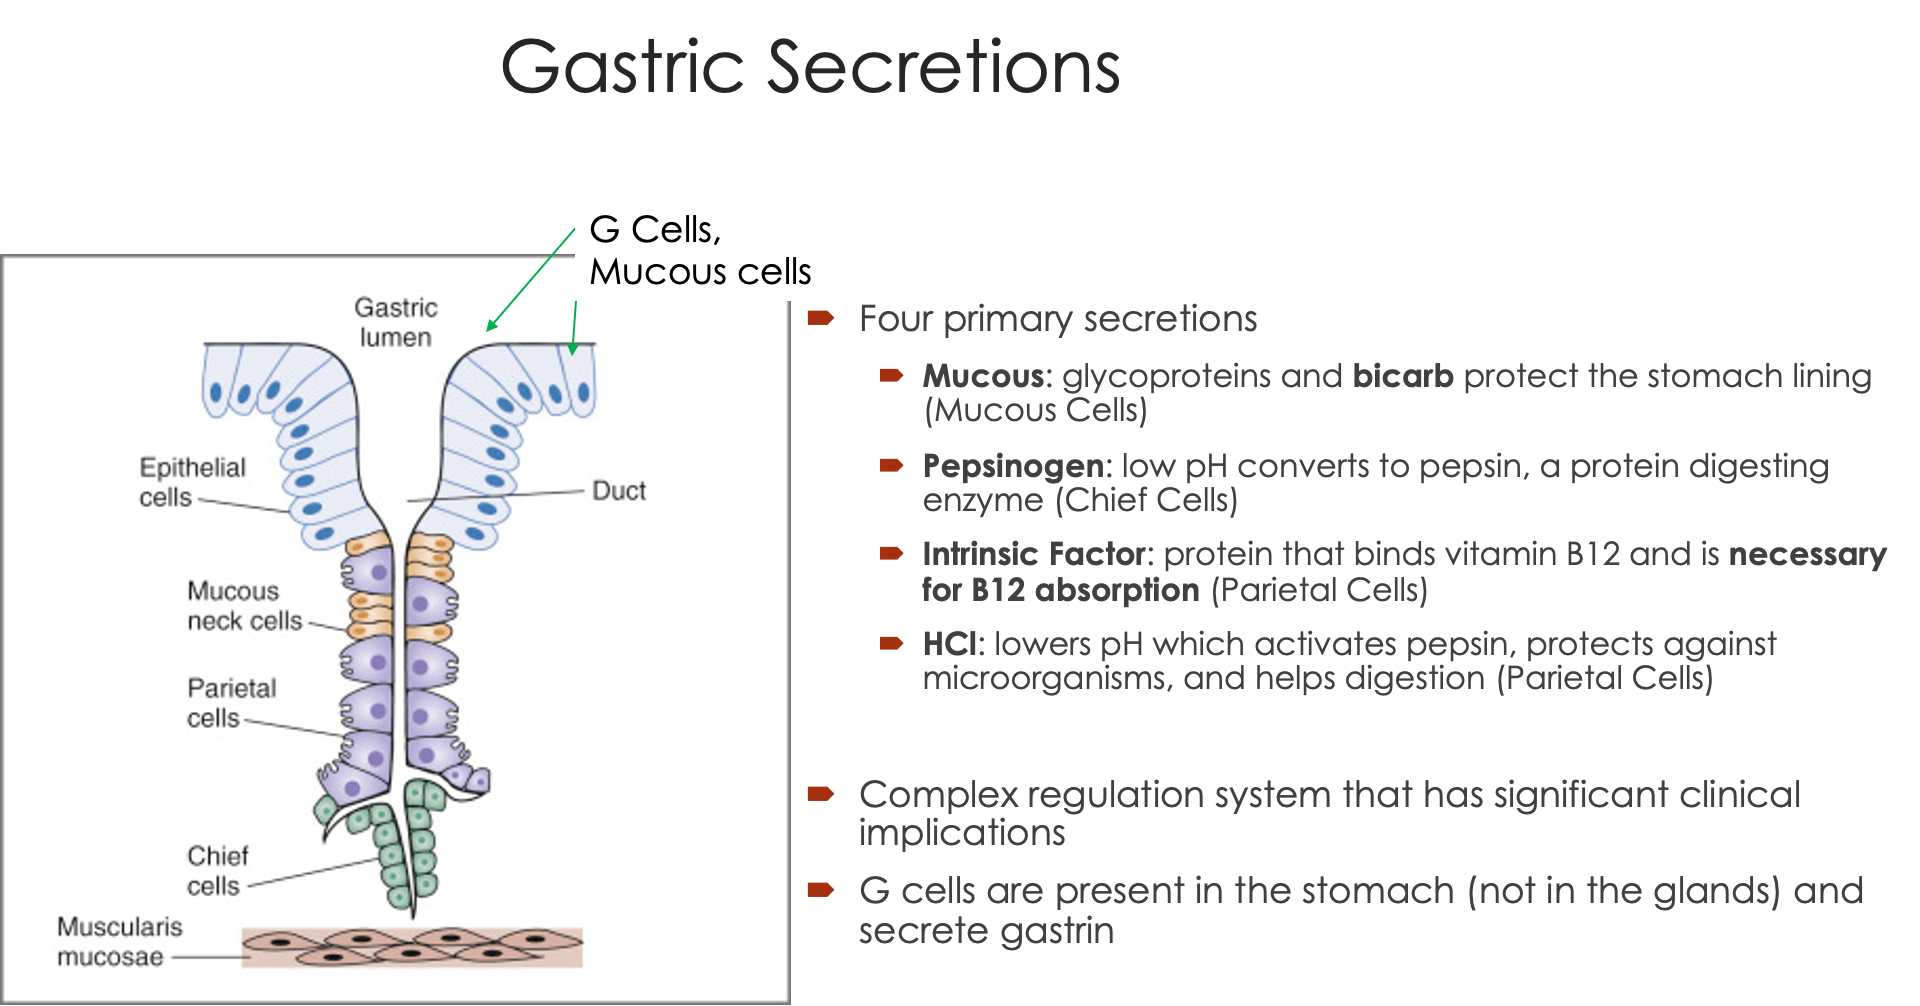 Gastric Secretions
G Cells,
Mucous cells
Gastric
lumen
Epithelial
cells
Duct
Mucous
neck cells
Parietal
cells
Chief
cells
Muscularis
mucosae
Four primary secretions
Mucous: glycoproteins and bicarb protect the stomach lining
(Mucous Cells)
Pepsinogen: low pH converts to pepsin, a protein digesting
enzyme (Chief Cells)
Intrinsic Factor: protein that binds vitamin B12 and is necessary
for B12 absorption (Parietal Cells)
HCl: lowers pH which activates pepsin, protects against
microorganisms, and helps digestion (Parietal Cells)
Complex regulation system that has significant clinical
implications
G cells are present in the stomach (not in the glands) and
secrete gastrin